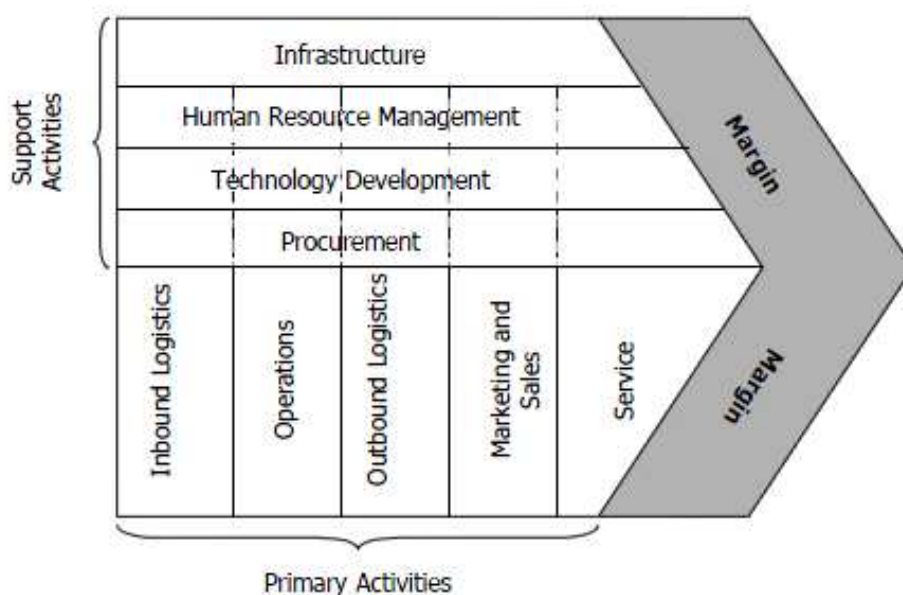 Support
Activities
Infrastructure
Human Resource Management
Technology Development
Procurement
Margin
Inbound Logistics
Operations
Outbound Logistics
Marketing and
Sales
Service
Margin
Primary Activities